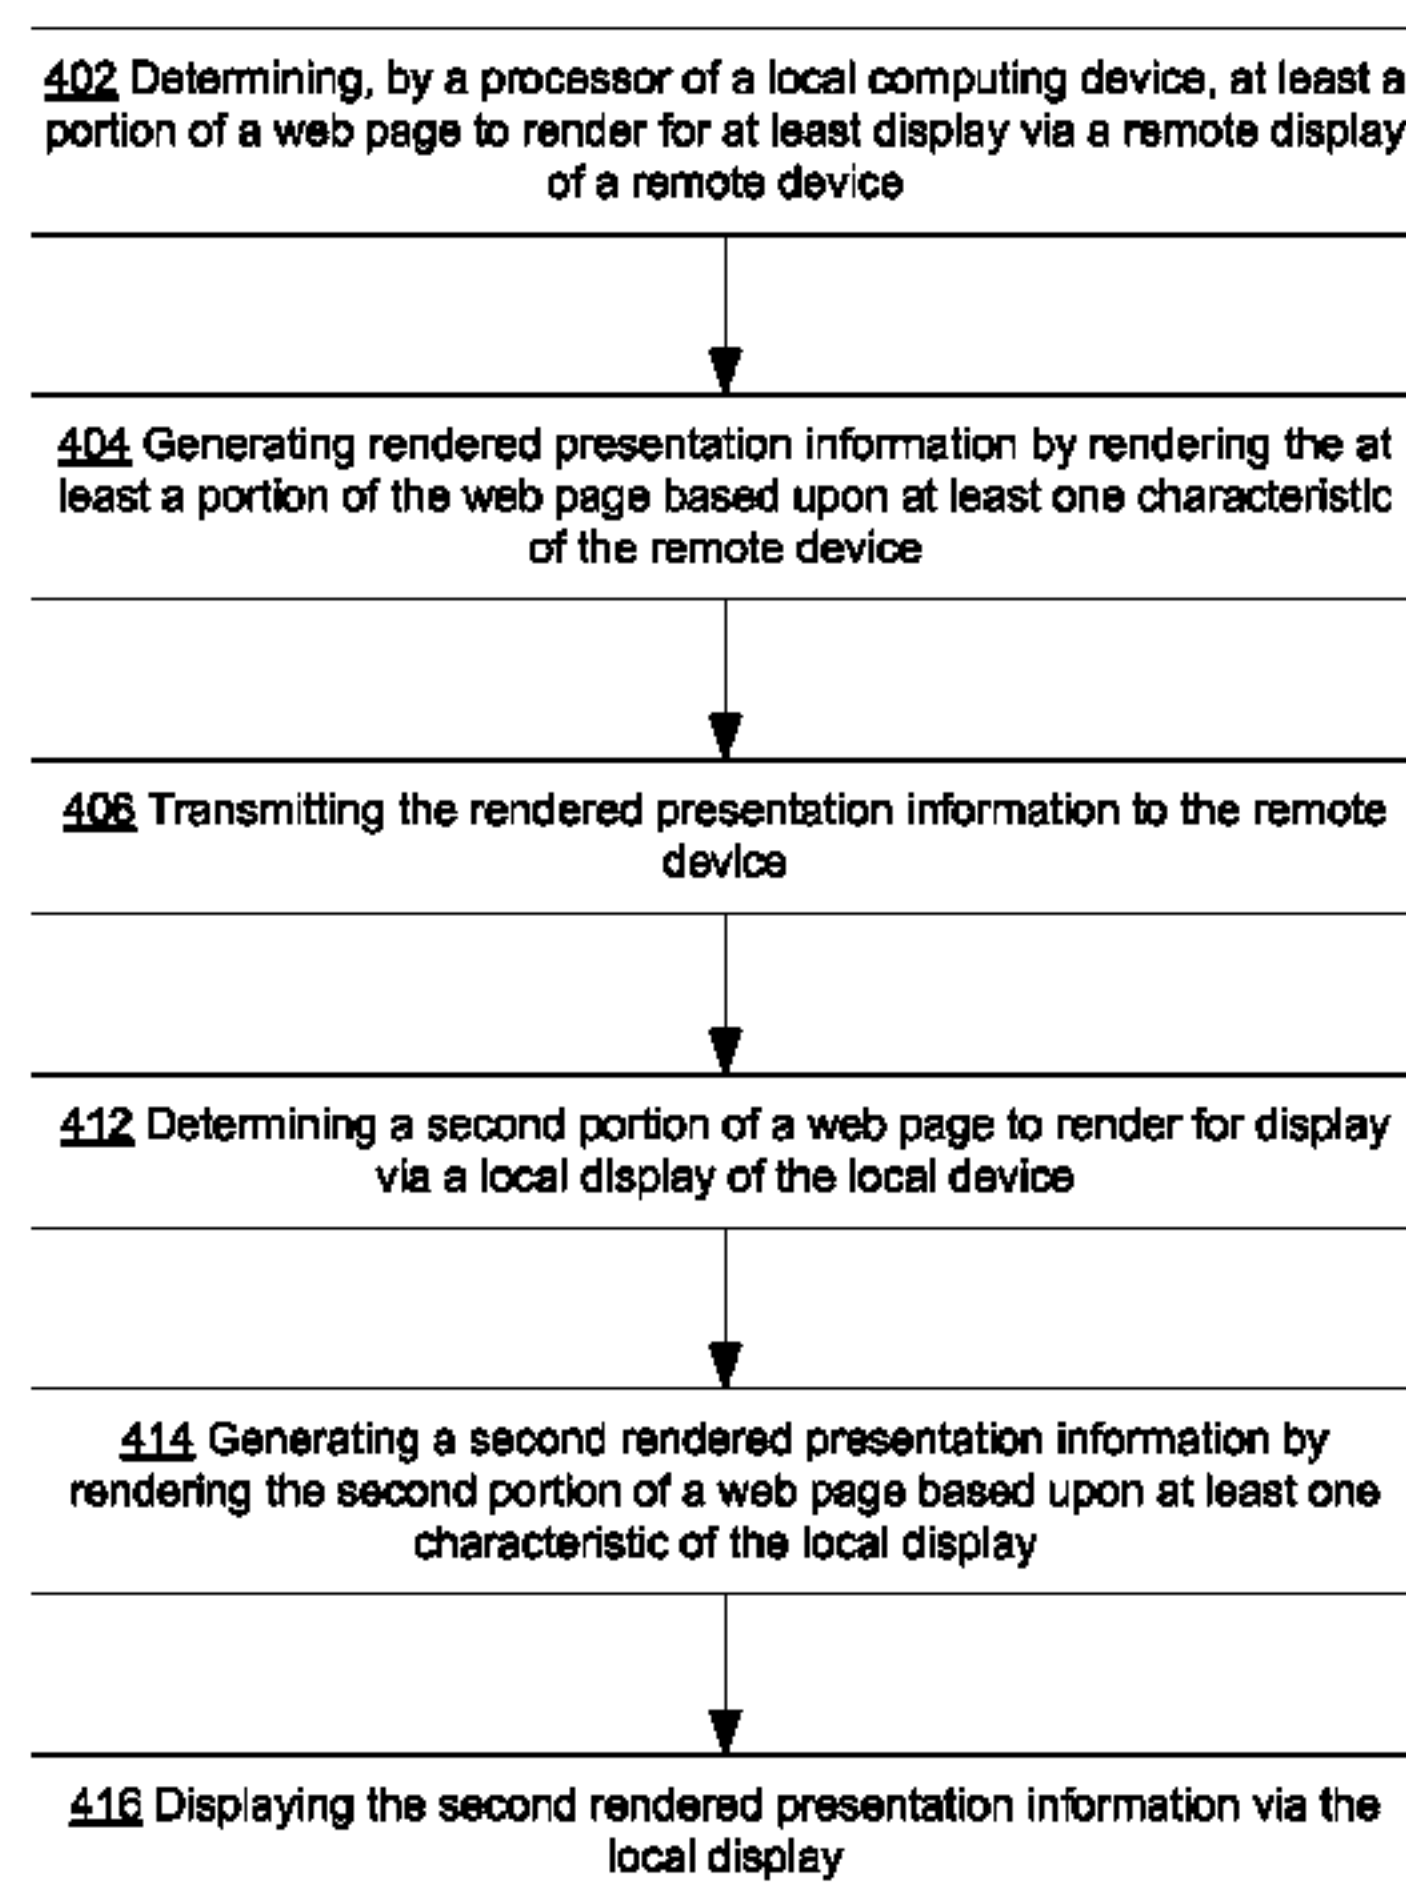 402 Determining, by a processor of a local computing device, at least a
portion of a web page to render for at least display via a remote display
of a remote device
404 Generating rendered presentation information by rendering the at
least a portion of the web page based upon at least one characteristic
of the remote device
406 Transmitting the rendered presentation information to the remote
device
412 Determining a second portion of a web page to render for display
via a local display of the local device
414 Generating a second rendered presentation information by
rendering the second portion of a web page based upon at least one
characteristic of the local display
416 Displaying the second rendered presentation information via the
local display